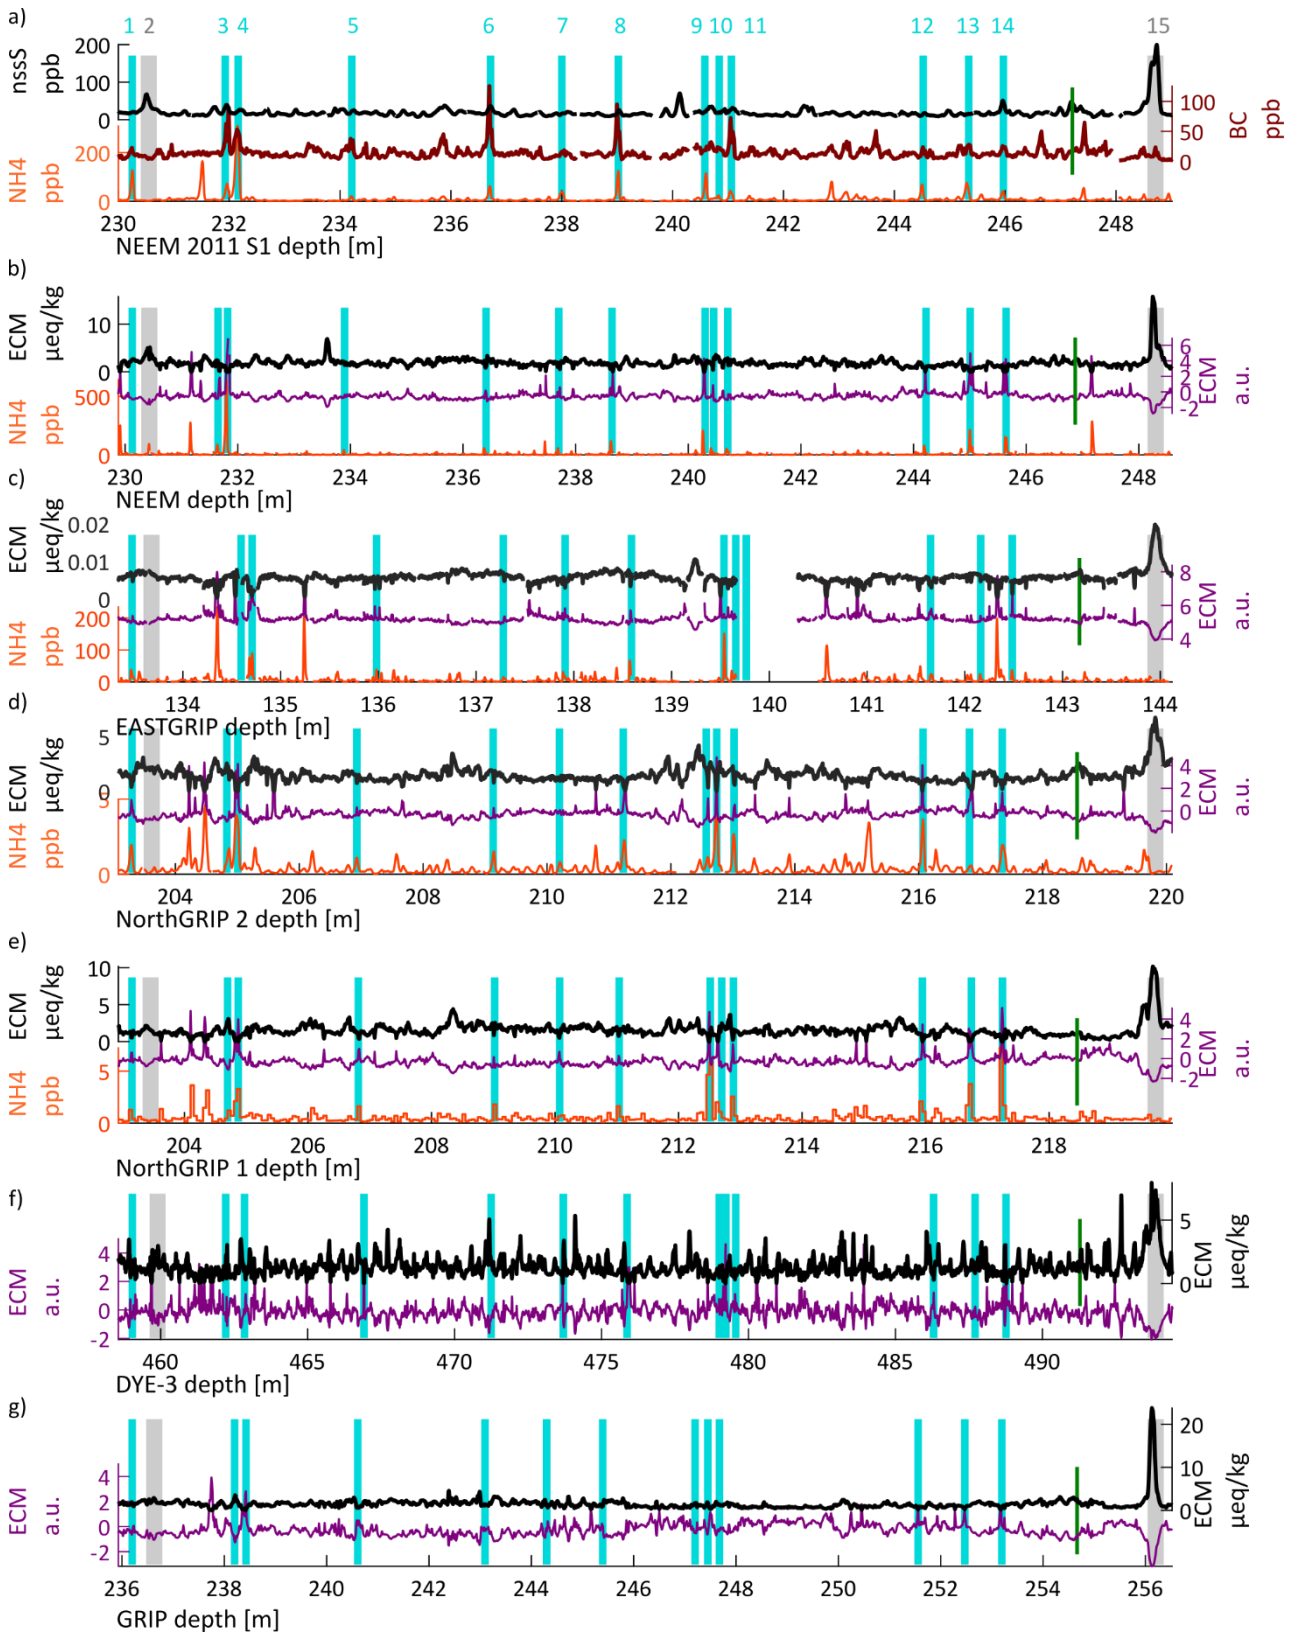 a)
1 2 3 4 5 6 7 8 9 10 11 12 13 14 15
nssS ppb
200
100
0
BC ppb
100
50
0
NH4 ppb
200
0
230 232 234 236 238 240 242 244 246 248
NEEM 2011 S1 depth [m]
b)
ECM µeq/kg
10
0
ECM a.u.
6
4
2
0
-2
NH4 ppb
500
0
230 232 234 236 238 240 242 244 246 248
NEEM depth [m]
c)
ECM µeq/kg
0.02
0.01
0
ECM a.u.
8
6
4
NH4 ppb
200
100
0
134 135 136 137 138 139 140 141 142 143 144
EASTGRIP depth [m]
d)
ECM µeq/kg
5
0
ECM a.u.
4
2
0
NH4 ppb
5
0
204 206 208 210 212 214 216 218 220
NorthGRIP 2 depth [m]
e)
ECM µeq/kg
10
5
0
ECM a.u.
4
2
0
-2
NH4 ppb
5
0
204 206 208 210 212 214 216 218
NorthGRIP 1 depth [m]
f)
ECM µeq/kg
5
0
ECM a.u.
4
2
0
-2
460 465 470 475 480 485 490
DYE-3 depth [m]
g)
ECM µeq/kg
20
10
0
ECM a.u.
4
2
0
-2
236 238 240 242 244 246 248 250 252 254 256
GRIP depth [m]